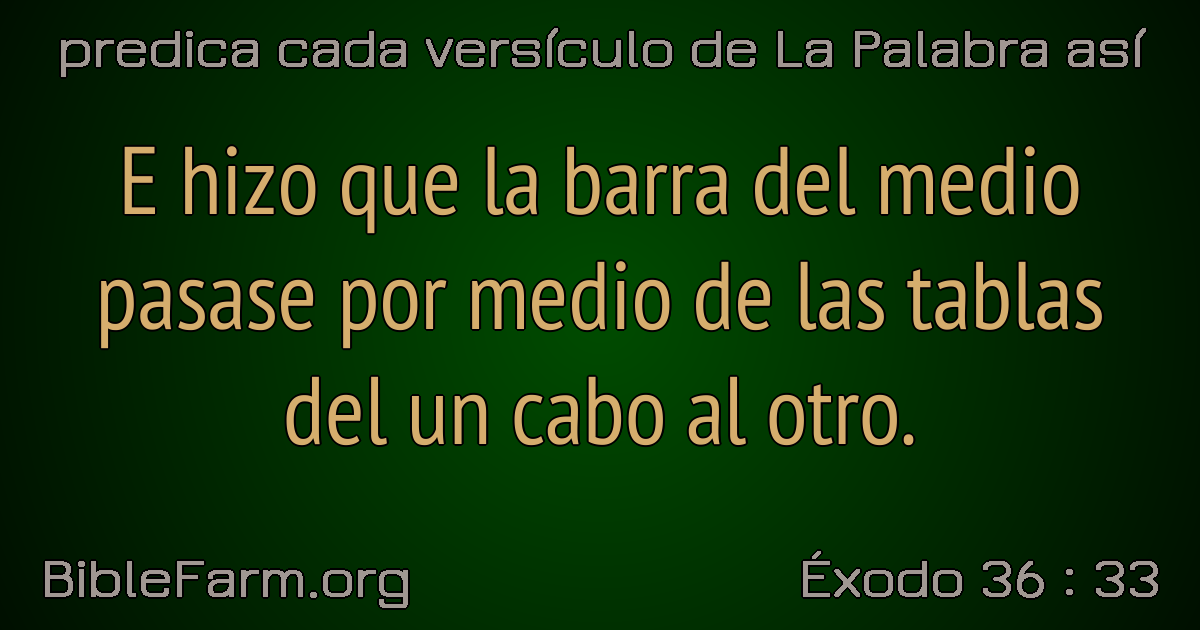 predica cada versículo de La Palabra así
E hizo que la barra del medio
pasase por medio de las tablas
del un cabo al otro.
BibleFarm.org
Éxodo 36 : 33